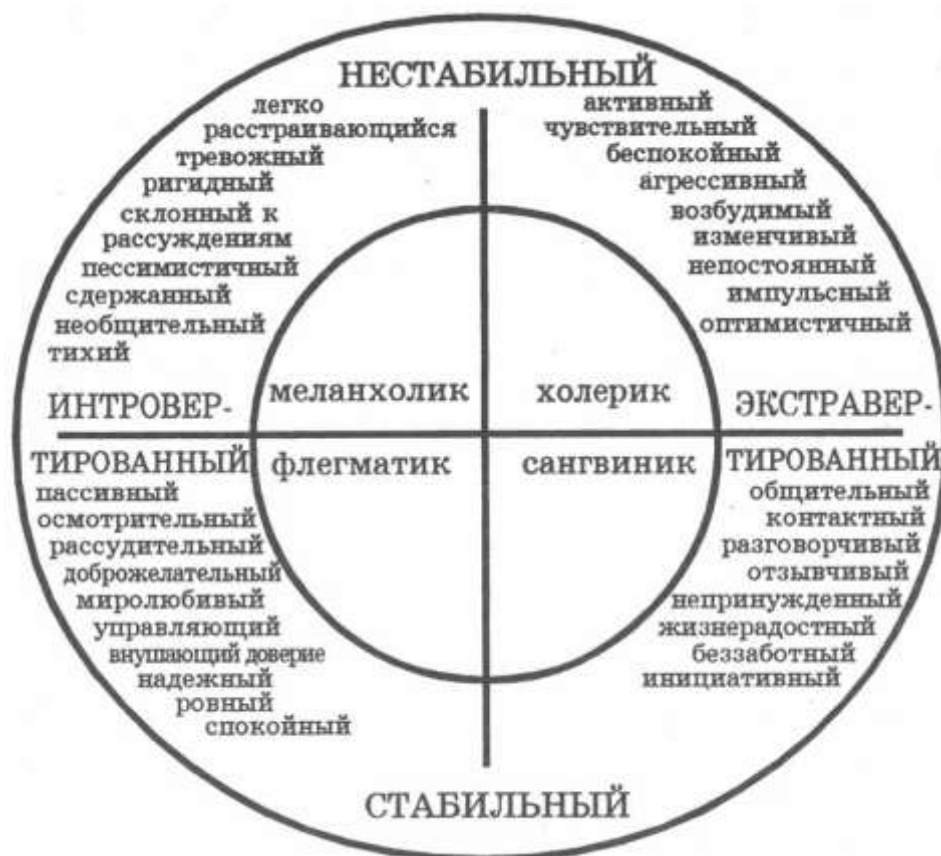 НЕСТАБИЛЬНЫЙ
легко
расстраивающийся
тревожный
ригидный
склонный к
рассуждениям
пессимистичный
сдержанный
необщительный
тихий
активный
чувствительный
беспокойный
агрессивный
возбудимый
изменчивый
непостоянный
импульсный
оптимистичный
меланхолик
холерик
ИНТРОВЕР-
ЭКСТРАВЕР-
ТИРОВАННЫЙ
флегматик
сангвиник
ТИРОВАННЫЙ
пассивный
осмотрительный
рассудительный
доброжелательный
миролюбивый
управляющий
внушающий доверие
надежный
ровный
спокойный
общительный
контактный
разговорчивый
отзывчивый
непринужденный
жизнерадостный
беззаботный
инициативный
СТАБИЛЬНЫЙ